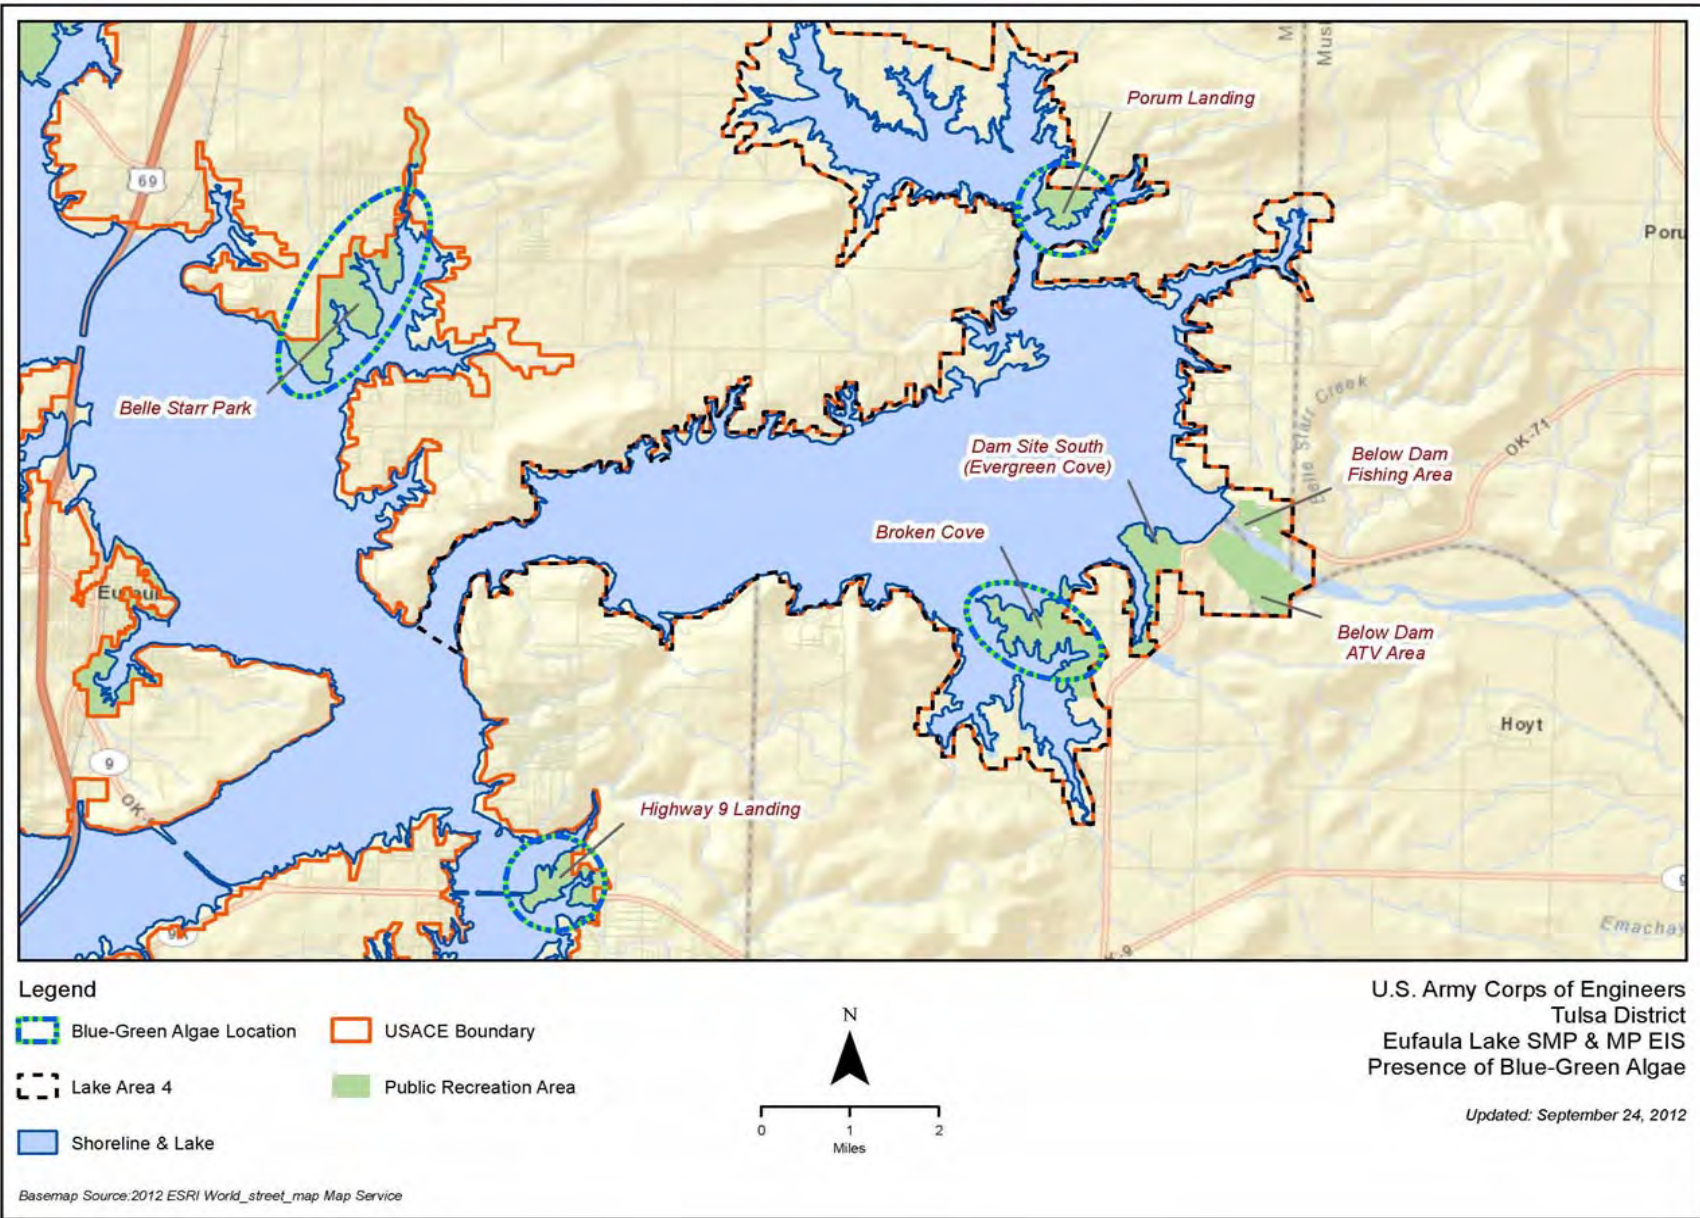 M
Mus
Porum Landing
69
Poru
Belle Starr Park
Belle Starr Creek
OK-71
Dam Site South
(Evergreen Cove)
Below Dam
Fishing Area
Broken Cove
Below Dam
ATV Area
Hoyt
9
Highway 9 Landing
9
Emachay
Legend
Blue-Green Algae Location
USACE Boundary
Lake Area 4
Public Recreation Area
Shoreline & Lake
Basemap Source:2012 ESRI World_street_map Map Service
N
0
1
2
Miles
U.S. Army Corps of Engineers
Tulsa District
Eufaula Lake SMP & MP EIS
Presence of Blue-Green Algae
Updated: September 24, 2012